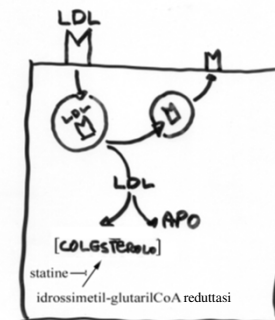 LDL
M
M
LDL
M
M
LDL
APO
[COLESTEROLO]
statine
idrossimetil-glutarilCoA reduttasi